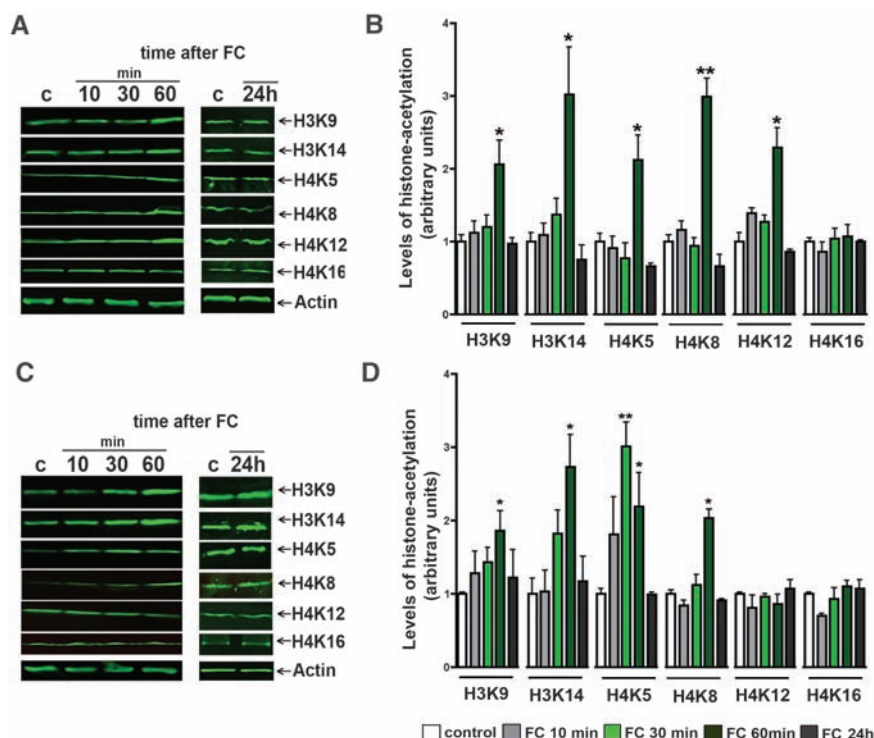 A
time after FC
min
c 10 30 60 c 24h
←H3K9
←H3K14
←H4K5
←H4K8
←H4K12
←H4K16
←Actin
B
Levels of histone-acetylation
(arbitrary units)
4
3
2
1
0
* * * ** *
H3K9 H3K14 H4K5 H4K8 H4K12 H4K16
C
time after FC
min
c 10 30 60 c 24h
←H3K9
←H3K14
←H4K5
←H4K8
←H4K12
←H4K16
←Actin
D
Levels of histone-acetylation
(arbitrary units)
4
3
2
1
0
* * ** * *
H3K9 H3K14 H4K5 H4K8 H4K12 H4K16
control FC 10 min FC 30 min FC 60min FC 24h